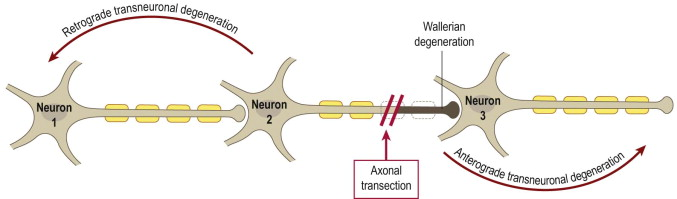 Retrograde transneuronal degeneration
Wallerian
degeneration
Neuron
1
Neuron
2
Neuron
3
Axonal
transection
Anterograde transneuronal degeneration